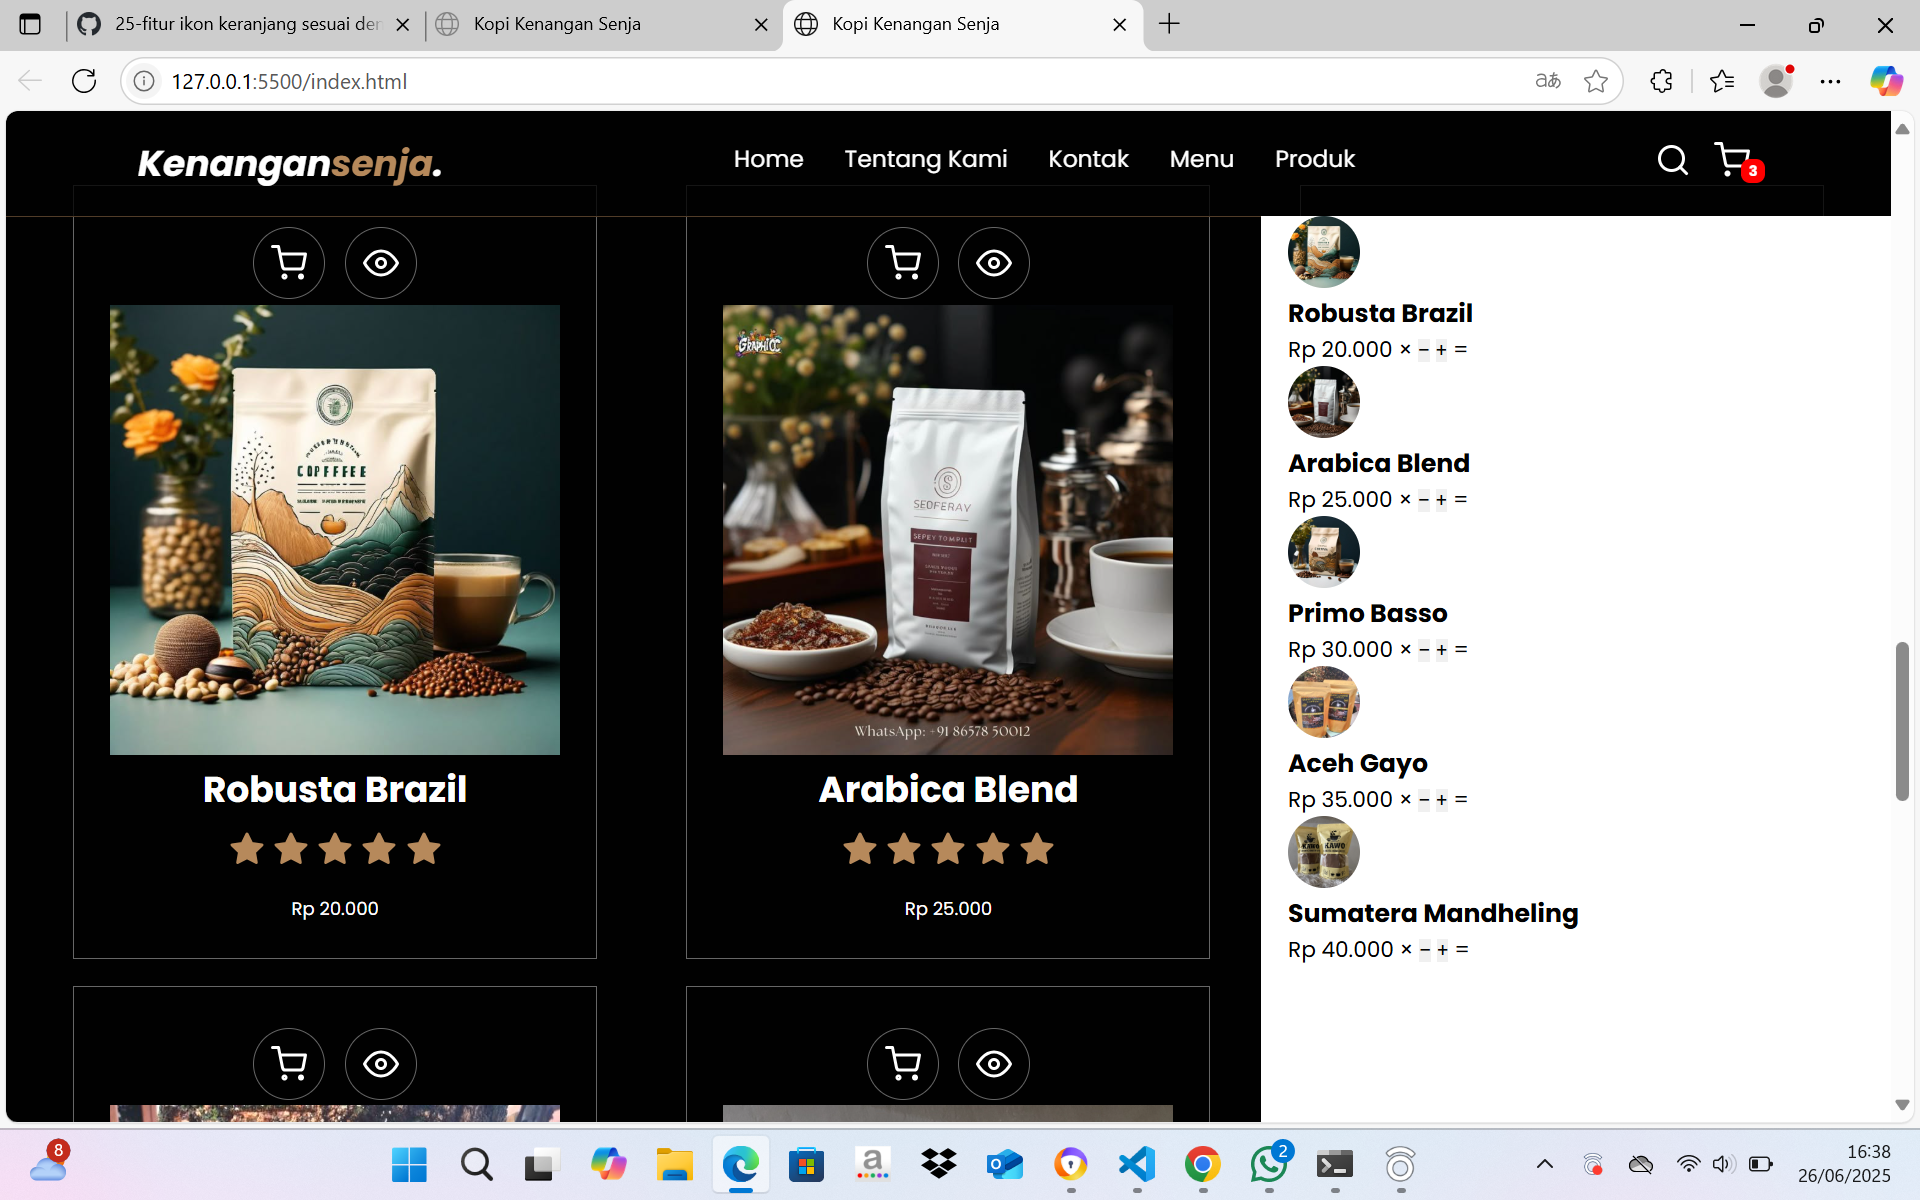 25-fitur ikon keranjang sesuai der
Kopi Kenangan Senja
Kopi Kenangan Senja
127.0.0.1:5500/index.html
Kenangansenja.
Home
Tentang Kami
Kontak
Menu
Produk
3
GRAPHICC
COPFFFEE
SEDFERAY
SEPEY TOMPLIT
WhatsApp: +91 86578 50012
Robusta Brazil
Rp 20.000
Arabica Blend
Rp 25.000
Robusta Brazil
Rp 20.000 × − + =
Arabica Blend
Rp 25.000 × − + =
Primo Basso
Rp 30.000 × − + =
Aceh Gayo
Rp 35.000 × − + =
Sumatera Mandheling
Rp 40.000 × − + =
8
2
16:38
26/06/2025